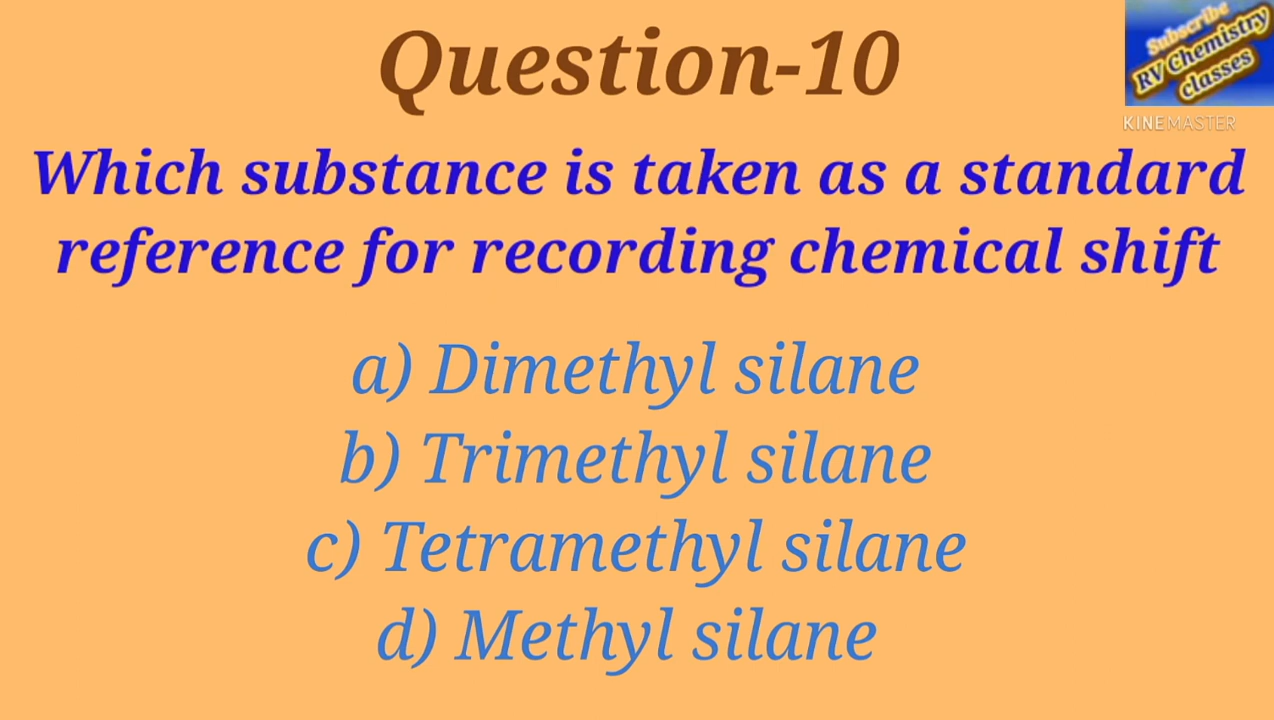 Question-10
Subscribe
RV Chemistry
classes
KINEMASTER
Which substance is taken as a standard
reference for recording chemical shift
a) Dimethyl silane
b) Trimethyl silane
c) Tetramethyl silane
d) Methyl silane